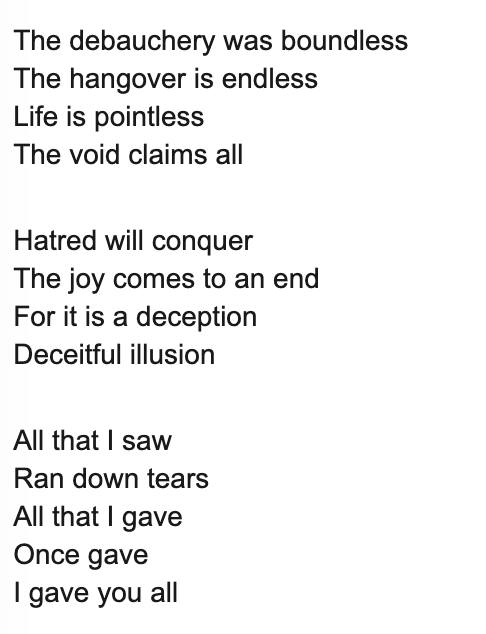 The debauchery was boundless
The hangover is endless
Life is pointless
The void claims all
Hatred will conquer
The joy comes to an end
For it is a deception
Deceitful illusion
All that I saw
Ran down tears
All that I gave
Once gave
I gave you all